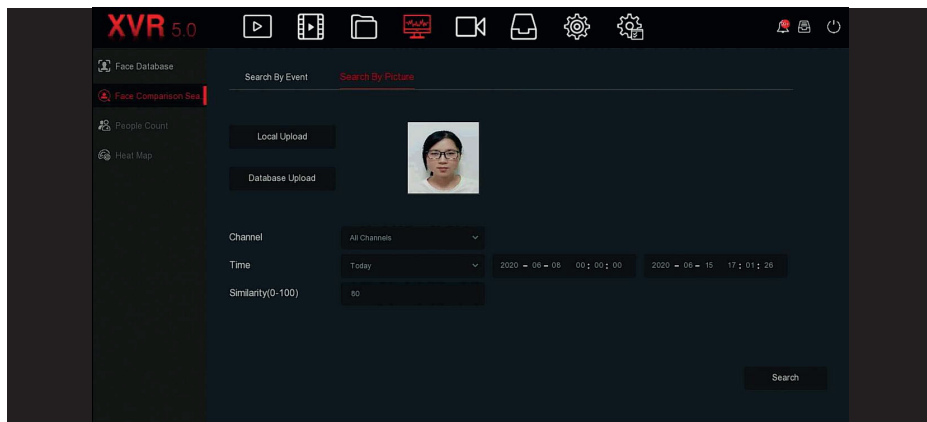 XVR 5.0
Face Database
Face Comparison Sea
People Count
Heat Map
Search By Event
Search By Picture
Local Upload
Database Upload
Channel
All Channels
Time
Today
2020 - 06 - 08 00 : 00 : 00
2020 - 06 - 15 17 : 01 : 26
Similarity(0-100)
80
Search